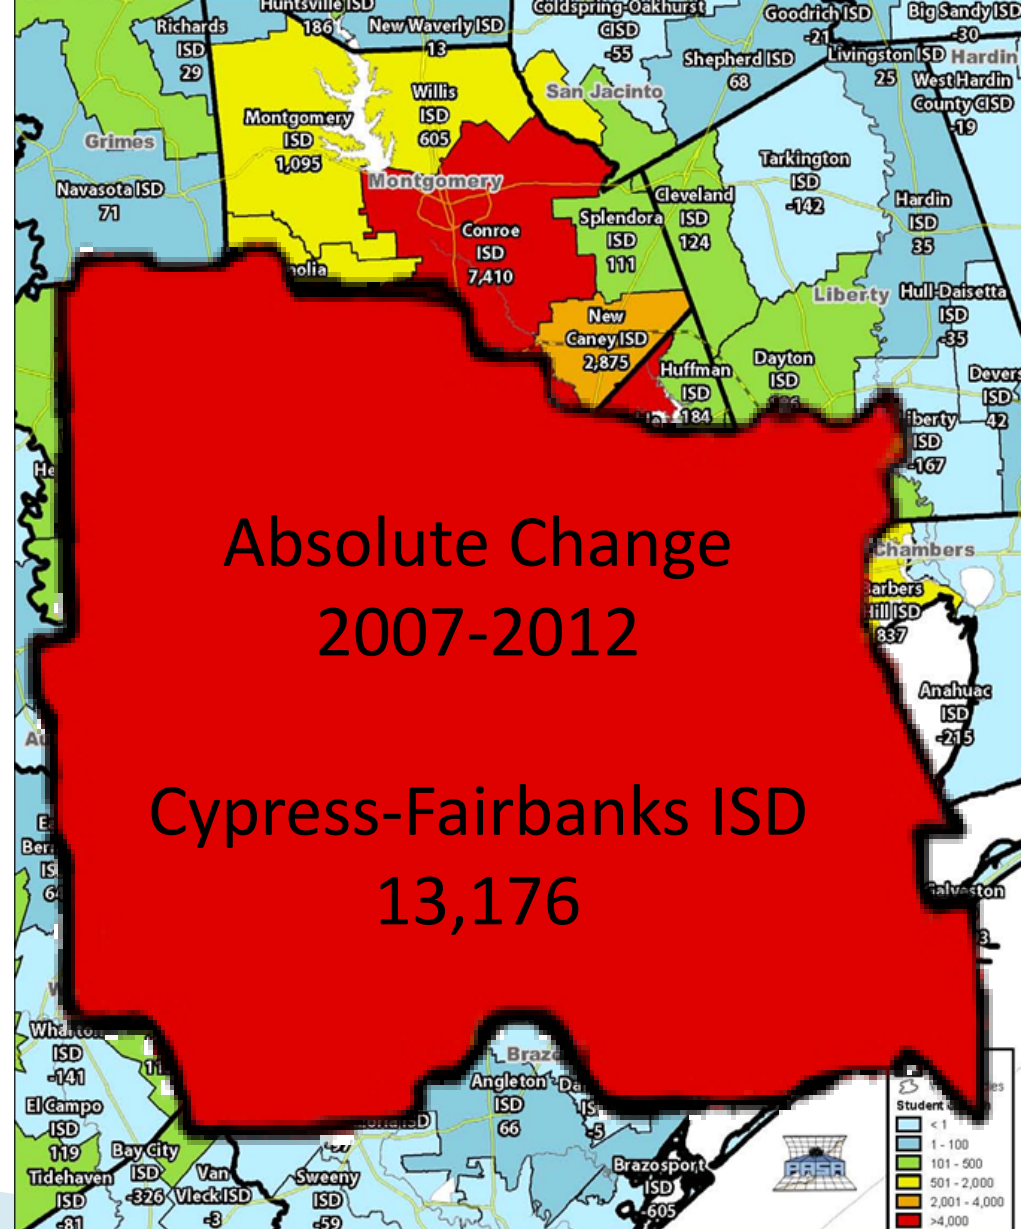 Huntsville ISD
186
Richards
ISD
29
New Waverly ISD
13
Coldspring-Oakhurst
CISD
-55
Goodrich ISD
-21
Big Sandy ISD
-30
Shepherd ISD
68
Livingston ISD
25
Hardin
West Hardin
County CISD
-19
Grimes
Montgomery
ISD
1,095
Willis
ISD
605
San Jacinto
Tarkington
ISD
-142
Navasota ISD
71
Montgomery
Cleveland
ISD
124
Hardin
ISD
35
Splendora
ISD
111
Conroe
ISD
7,410
Liberty
Hull-Daisetta
ISD
-35
New
Caney ISD
2,875
Huffman
ISD
184
Dayton
ISD
Devers
ISD
42
ISD
-167
Absolute Change
2007-2012
Chambers
Hill ISD
837
Anahuac
ISD
-215
Cypress-Fairbanks ISD
13,176
Galveston
Wharton
ISD
-141
El Campo
ISD
119
Bay City
ISD
-326
Tidehaven
ISD
-81
Van
Vleck ISD
-3
Sweeny
ISD
-59
Angleton
ISD
66
-5
Brazosport
ISD
-605
PASA
Student
< 1
1 - 100
101 - 500
501 - 2,000
2,001 - 4,000
>4,000